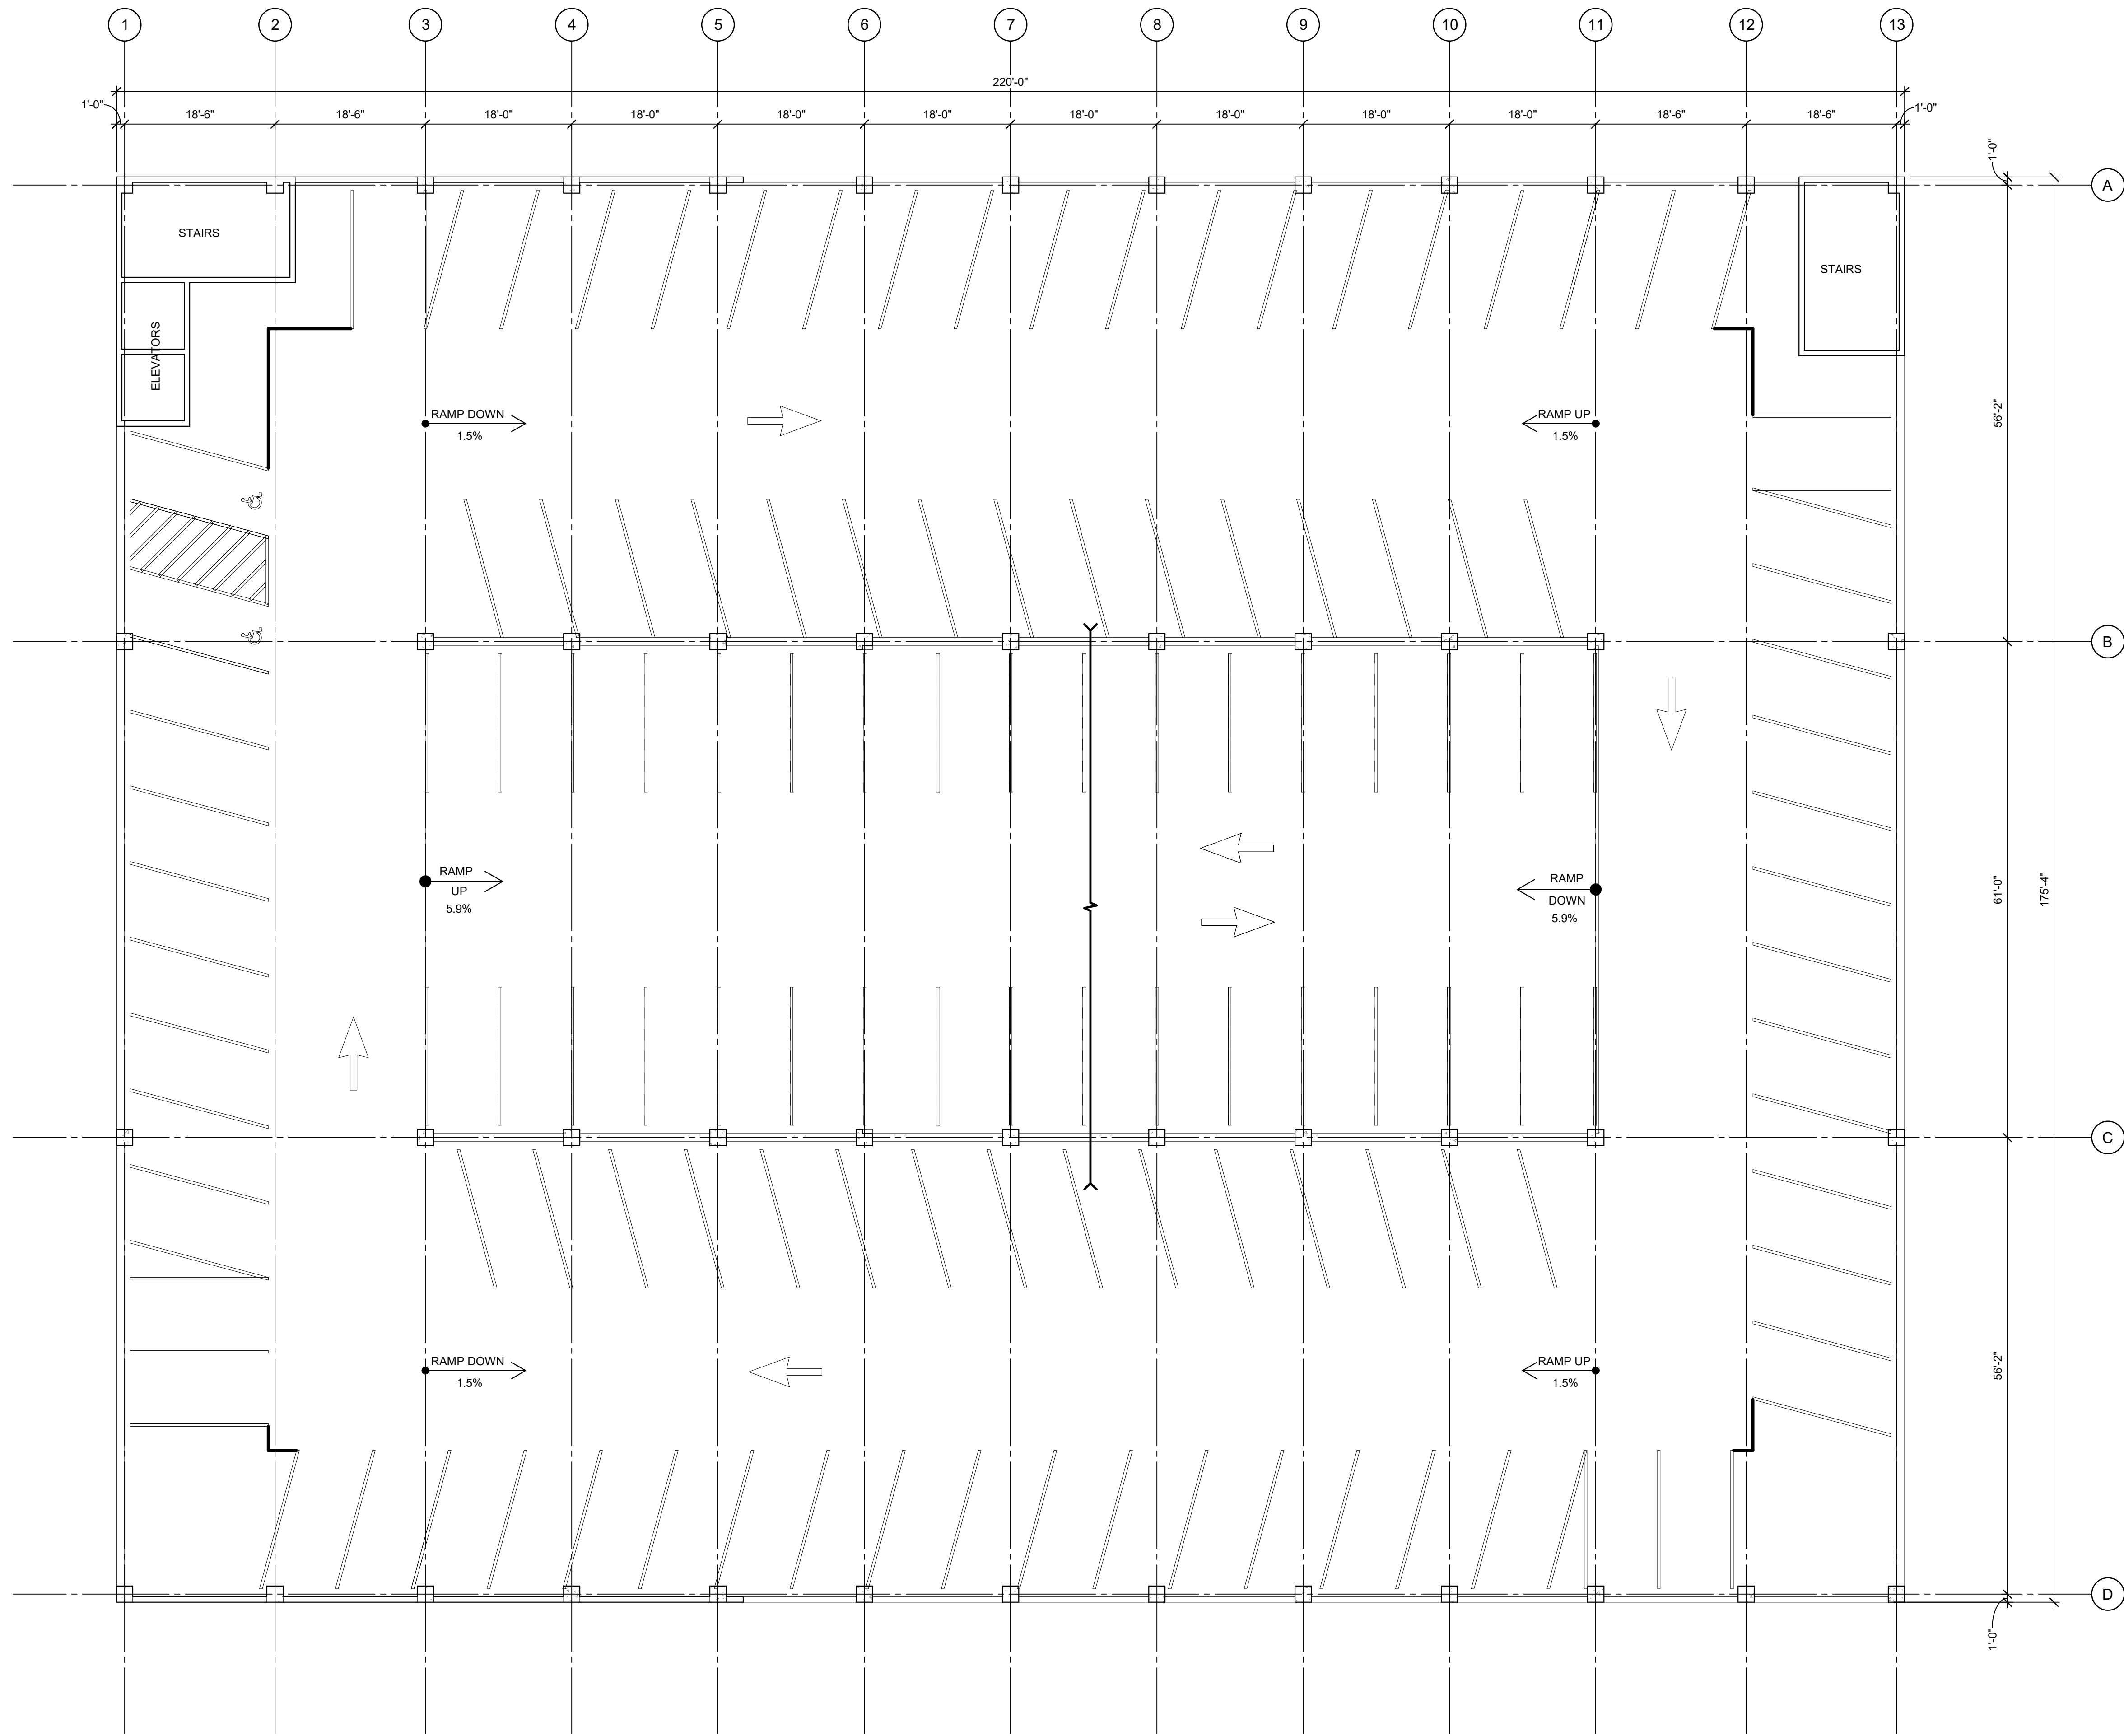 1 2 3 4 5 6 7 8 9 10 11 12 13
220'-0"
1'-0" 18'-6" 18'-6" 18'-0" 18'-0" 18'-0" 18'-0" 18'-0" 18'-0" 18'-0" 18'-0" 18'-6" 18'-6" 1'-0"
1'-0"
A
STAIRS
STAIRS
ELEVATORS
RAMP DOWN
1.5%
RAMP UP
1.5%
56'-2"
B
RAMP
UP
5.9%
RAMP
DOWN
5.9%
61'-0"
175'-4"
C
RAMP DOWN
1.5%
RAMP UP
1.5%
56'-2"
D
1'-0"